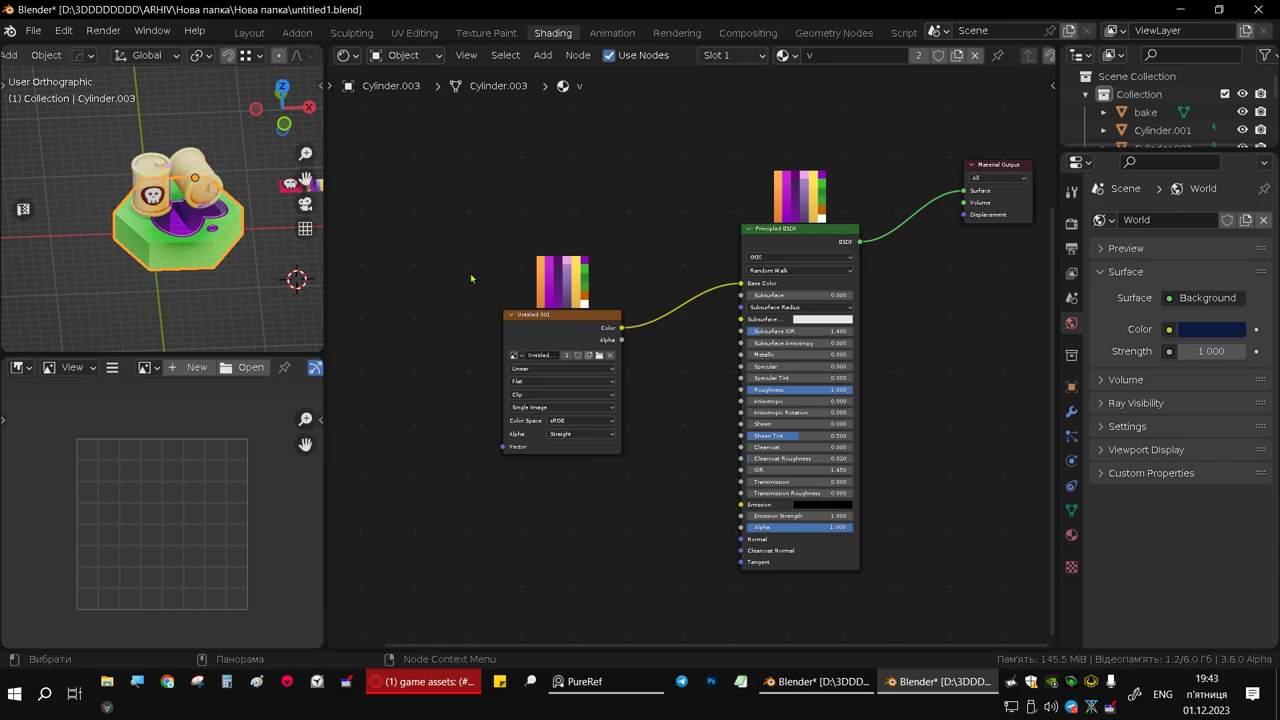 Blender* [D:\3DDDDDDDD\ARHIV\Нова папка\Нова папка\untitled1.blend]
File Edit Render Window Help Layout Modeling Sculpting UV Editing Texture Paint Shading Animation Rendering Compositing Geometry Nodes Script Scene ViewLayer
Add Object Global
Object View Select Add Node Use Nodes Slot 1 v 2
User Orthographic
(1) Collection | Cylinder.003
Z
X
Cylinder.003 > Cylinder.003 > v
Scene Collection
Collection
bake
Cylinder.001
Scene > World
World
Preview
Surface
Surface Background
Color
Strength 1.000
Volume
Ray Visibility
Settings
Viewport Display
Custom Properties
Material Output
All
Surface
Volume
Displacement
Principled BSDF
BSDF
GGX
Random Walk
Base Color
Subsurface 0.000
Subsurface Radius
Subsurface ...
Subsurface IOR 1.400
Subsurface Anisotropy 0.000
Metallic 0.000
Specular 0.000
Specular Tint 0.000
Roughness 1.000
Anisotropic 0.000
Anisotropic Rotation 0.000
Sheen 0.000
Sheen Tint 0.500
Clearcoat 0.000
Clearcoat Roughness 0.030
IOR 1.450
Transmission 0.000
Transmission Roughness 0.000
Emission
Emission Strength 1.000
Alpha 1.000
Normal
Clearcoat Normal
Tangent
Untitled.001
Color
Alpha
Untitled.... 3
Linear
Flat
Clip
Single Image
Color Space sRGB
Alpha Straight
Vector
View New Open
Вибрати Панорама Node Context Menu Пам'ять: 145.5 MiB | Відеопам'ять: 1.2/6.0 Гб | 3.6.0 Alpha
(1) game assets: (#... PureRef Blender* [D:\3DDD... Blender* [D:\3DDD...
ENG
19:43
п'ятниця
01.12.2023